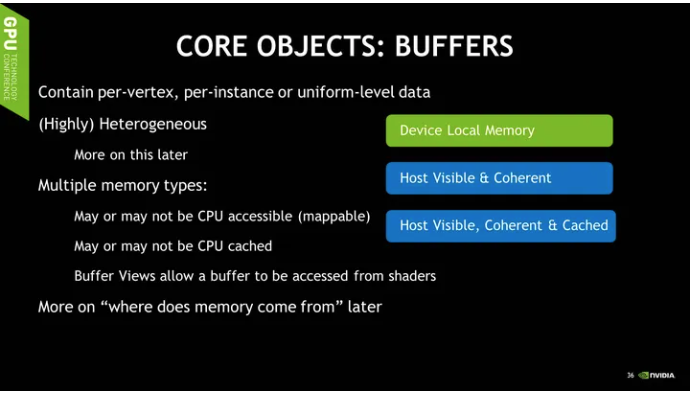 GPU TECHNOLOGY CONFERENCE
CORE OBJECTS: BUFFERS
Contain per-vertex, per-instance or uniform-level data
(Highly) Heterogeneous
More on this later
Multiple memory types:
May or may not be CPU accessible (mappable)
May or may not be CPU cached
Buffer Views allow a buffer to be accessed from shaders
More on “where does memory come from” later
Device Local Memory
Host Visible & Coherent
Host Visible, Coherent & Cached
36 NVIDIA